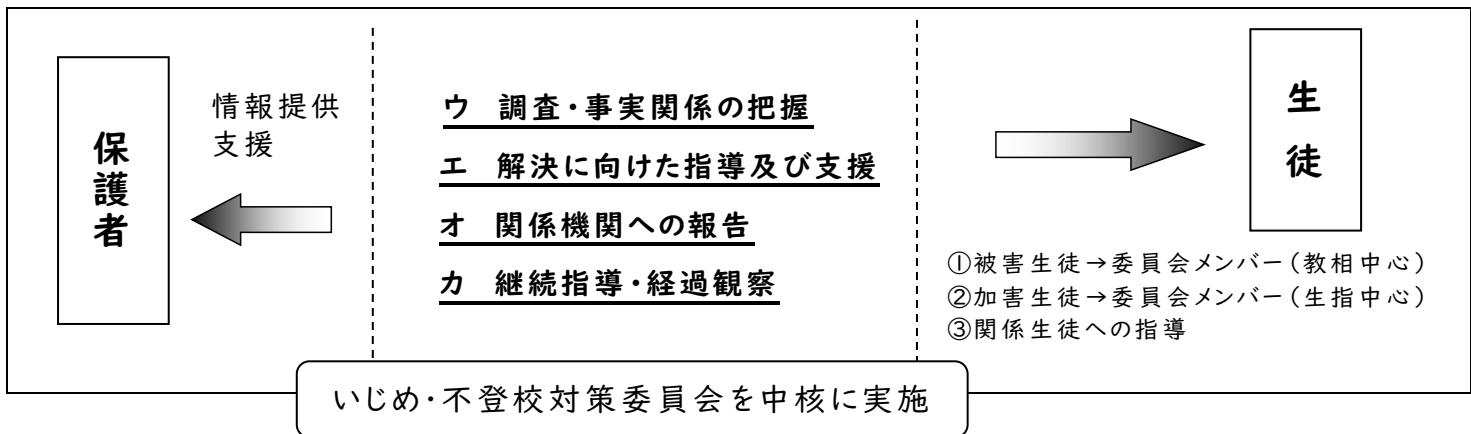 保護者
情報提供
支援
ウ 調査・事実関係の把握
エ 解決に向けた指導及び支援
オ 関係機関への報告
カ 継続指導・経過観察
生徒
①被害生徒→委員会メンバー(教相中心)
②加害生徒→委員会メンバー(生指中心)
③関係生徒への指導
いじめ・不登校対策委員会を中核に実施